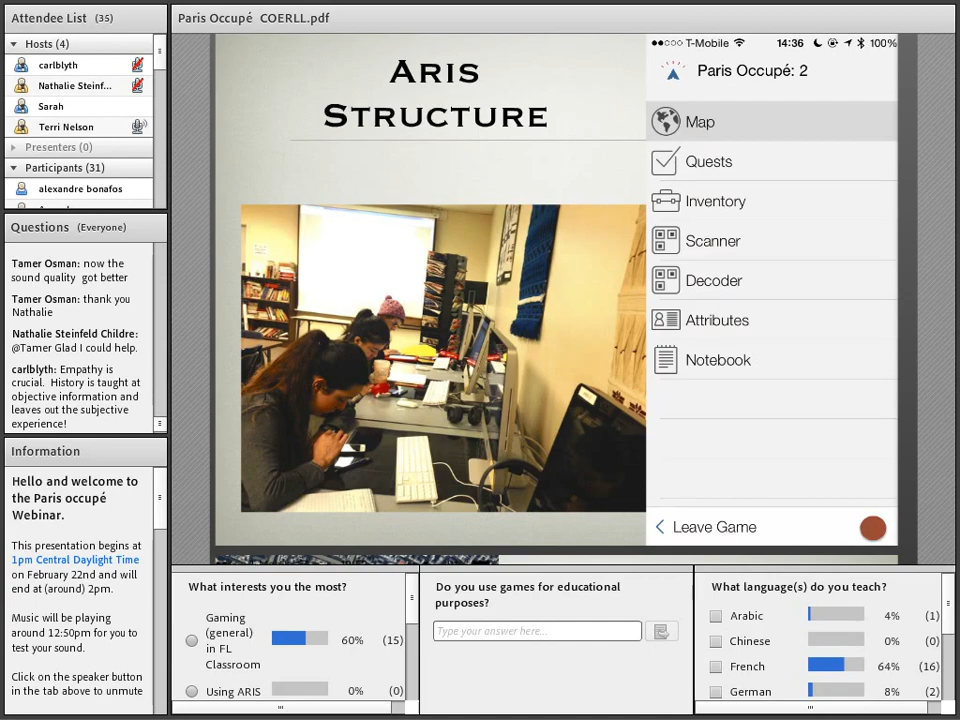 Attendee List (35)
Hosts (4)
carlblyth
Nathalie Steinf...
Sarah
Terri Nelson
Presenters (0)
Participants (31)
alexandre bonafos
Questions (Everyone)
Tamer Osman: now the
sound quality got better
Tamer Osman: thank you
Nathalie
Nathalie Steinfeld Childre:
@Tamer Glad I could help.
carlblyth: Empathy is
crucial. History is taught at
objective information and
leaves out the subjective
experience!
Information
Hello and welcome to
the Paris occupé
Webinar.
This presentation begins at
1pm Central Daylight Time
on February 22nd and will
end at (around) 2pm.
Music will be playing
around 12:50pm for you to
test your sound.
Click on the speaker button
in the tab above to unmute
Paris Occupé COERLL.pdf
Aris
Structure
T-Mobile 14:36 100%
Paris Occupé: 2
Map
Quests
Inventory
Scanner
Decoder
Attributes
Notebook
Leave Game
What interests you the most?
Gaming
(general)
in FL
Classroom
60% (15)
Using ARIS 0% (0)
Do you use games for educational
purposes?
Type your answer here...
What language(s) do you teach?
Arabic 4% (1)
Chinese 0% (0)
French 64% (16)
German 8% (2)